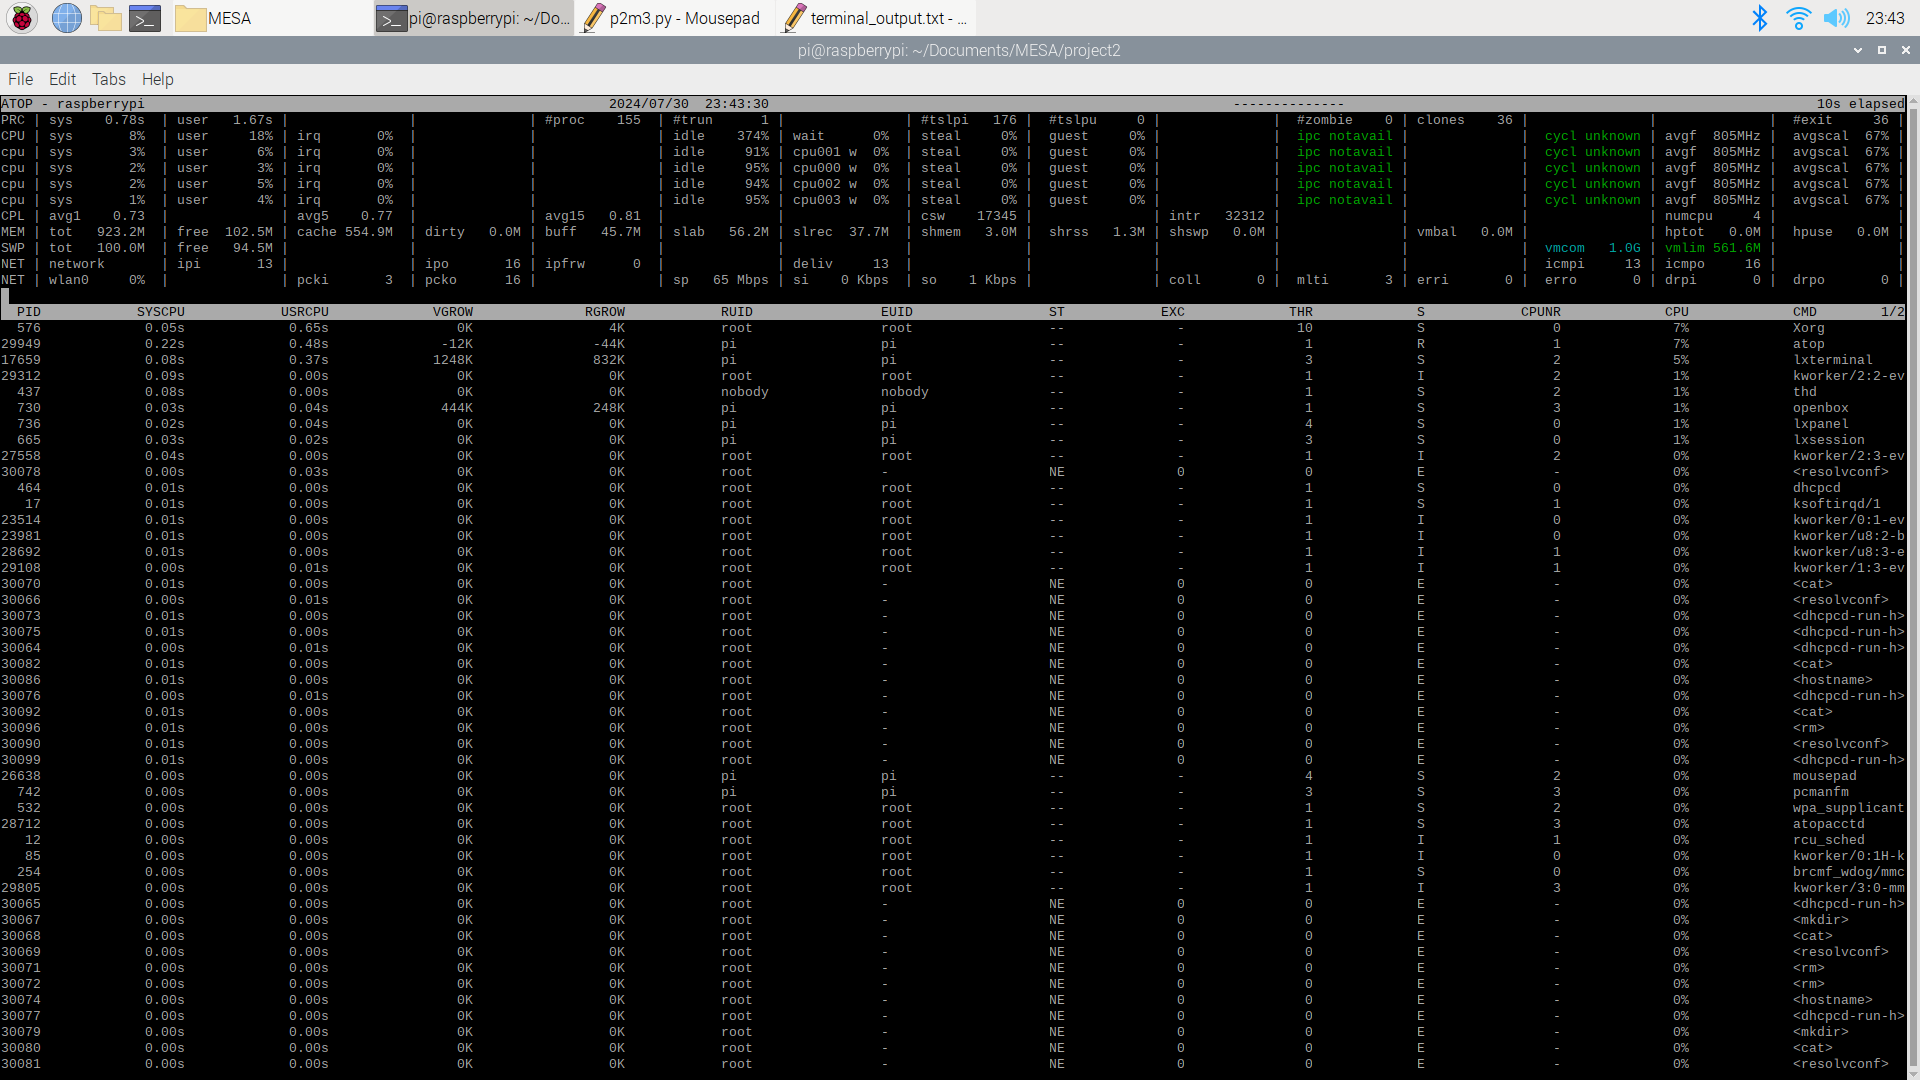 MESA pi@raspberrypi: ~/Do... p2m3.py - Mousepad terminal_output.txt - ... 23:43
pi@raspberrypi: ~/Documents/MESA/project2
File Edit Tabs Help
ATOP - raspberrypi 2024/07/30 23:43:30 -------------- 10s elapsed
PRC | sys 0.78s | user 1.67s | | | #proc 155 | #trun 1 | | #tslpi 176 | #tslpu 0 | | #zombie 0 | clones 36 | | | #exit 36 |
CPU | sys 8% | user 18% | irq 0% | | | idle 374% | wait 0% | steal 0% | guest 0% | | ipc notavail | | cycl unknown | avgf 805MHz | avgscal 67% |
cpu | sys 3% | user 6% | irq 0% | | | idle 91% | cpu001 w 0% | steal 0% | guest 0% | | ipc notavail | | cycl unknown | avgf 805MHz | avgscal 67% |
cpu | sys 2% | user 3% | irq 0% | | | idle 95% | cpu000 w 0% | steal 0% | guest 0% | | ipc notavail | | cycl unknown | avgf 805MHz | avgscal 67% |
cpu | sys 2% | user 5% | irq 0% | | | idle 94% | cpu002 w 0% | steal 0% | guest 0% | | ipc notavail | | cycl unknown | avgf 805MHz | avgscal 67% |
cpu | sys 1% | user 4% | irq 0% | | | idle 95% | cpu003 w 0% | steal 0% | guest 0% | | ipc notavail | | cycl unknown | avgf 805MHz | avgscal 67% |
CPL | avg1 0.73 | | avg5 0.77 | | avg15 0.81 | | | csw 17345 | | intr 32312 | | | | numcpu 4 | |
MEM | tot 923.2M | free 102.5M | cache 554.9M | dirty 0.0M | buff 45.7M | slab 56.2M | slrec 37.7M | shmem 3.0M | shrss 1.3M | shswp 0.0M | | vmbal 0.0M | | hptot 0.0M | hpuse 0.0M |
SWP | tot 100.0M | free 94.5M | | | | | | | | | | | vmcom 1.0G | vmlim 561.6M | |
NET | network | ipi 13 | | ipo 16 | ipfrw 0 | | deliv 13 | | | | | | icmpi 13 | icmpo 16 | |
NET | wlan0 0% | | pcki 3 | pcko 16 | | sp 65 Mbps | si 0 Kbps | so 1 Kbps | | coll 0 | mlti 3 | erri 0 | erro 0 | drpi 0 | drpo 0 |
PID SYSCPU USRCPU VGROW RGROW RUID EUID ST EXC THR S CPUNR CPU CMD 1/2
576 0.05s 0.65s 0K 4K root root -- - 10 S 0 7% Xorg
29949 0.22s 0.48s -12K -44K pi pi -- - 1 R 1 7% atop
17659 0.08s 0.37s 1248K 832K pi pi -- - 3 S 2 5% lxterminal
29312 0.09s 0.00s 0K 0K root root -- - 1 I 2 1% kworker/2:2-ev
437 0.08s 0.00s 0K 0K nobody nobody -- - 1 S 2 1% thd
730 0.03s 0.04s 444K 248K pi pi -- - 1 S 3 1% openbox
736 0.02s 0.04s 0K 0K pi pi -- - 4 S 0 1% lxpanel
665 0.03s 0.02s 0K 0K pi pi -- - 3 S 0 1% lxsession
27558 0.04s 0.00s 0K 0K root root -- - 1 I 2 0% kworker/2:3-ev
30078 0.00s 0.03s 0K 0K root - NE 0 0 E - 0% <resolvconf>
464 0.01s 0.00s 0K 0K root root -- - 1 S 0 0% dhcpcd
17 0.01s 0.00s 0K 0K root root -- - 1 S 1 0% ksoftirqd/1
23514 0.01s 0.00s 0K 0K root root -- - 1 I 0 0% kworker/0:1-ev
23981 0.01s 0.00s 0K 0K root root -- - 1 I 0 0% kworker/u8:2-b
28692 0.01s 0.00s 0K 0K root root -- - 1 I 1 0% kworker/u8:3-e
29108 0.00s 0.01s 0K 0K root root -- - 1 I 1 0% kworker/1:3-ev
30070 0.01s 0.00s 0K 0K root - NE 0 0 E - 0% <cat>
30066 0.00s 0.01s 0K 0K root - NE 0 0 E - 0% <resolvconf>
30073 0.01s 0.00s 0K 0K root - NE 0 0 E - 0% <dhcpcd-run-h>
30075 0.01s 0.00s 0K 0K root - NE 0 0 E - 0% <dhcpcd-run-h>
30064 0.00s 0.01s 0K 0K root - NE 0 0 E - 0% <dhcpcd-run-h>
30082 0.01s 0.00s 0K 0K root - NE 0 0 E - 0% <cat>
30086 0.01s 0.00s 0K 0K root - NE 0 0 E - 0% <hostname>
30076 0.00s 0.01s 0K 0K root - NE 0 0 E - 0% <dhcpcd-run-h>
30092 0.01s 0.00s 0K 0K root - NE 0 0 E - 0% <cat>
30096 0.01s 0.00s 0K 0K root - NE 0 0 E - 0% <rm>
30090 0.01s 0.00s 0K 0K root - NE 0 0 E - 0% <resolvconf>
30099 0.01s 0.00s 0K 0K root - NE 0 0 E - 0% <dhcpcd-run-h>
26638 0.00s 0.00s 0K 0K pi pi -- - 4 S 2 0% mousepad
742 0.00s 0.00s 0K 0K pi pi -- - 3 S 3 0% pcmanfm
532 0.00s 0.00s 0K 0K root root -- - 1 S 2 0% wpa_supplicant
28712 0.00s 0.00s 0K 0K root root -- - 1 S 3 0% atopacctd
12 0.00s 0.00s 0K 0K root root -- - 1 I 1 0% rcu_sched
85 0.00s 0.00s 0K 0K root root -- - 1 I 0 0% kworker/0:1H-k
254 0.00s 0.00s 0K 0K root root -- - 1 S 0 0% brcmf_wdog/mmc
29805 0.00s 0.00s 0K 0K root root -- - 1 I 3 0% kworker/3:0-mm
30065 0.00s 0.00s 0K 0K root - NE 0 0 E - 0% <dhcpcd-run-h>
30067 0.00s 0.00s 0K 0K root - NE 0 0 E - 0% <mkdir>
30068 0.00s 0.00s 0K 0K root - NE 0 0 E - 0% <cat>
30069 0.00s 0.00s 0K 0K root - NE 0 0 E - 0% <resolvconf>
30071 0.00s 0.00s 0K 0K root - NE 0 0 E - 0% <rm>
30072 0.00s 0.00s 0K 0K root - NE 0 0 E - 0% <rm>
30074 0.00s 0.00s 0K 0K root - NE 0 0 E - 0% <hostname>
30077 0.00s 0.00s 0K 0K root - NE 0 0 E - 0% <dhcpcd-run-h>
30079 0.00s 0.00s 0K 0K root - NE 0 0 E - 0% <mkdir>
30080 0.00s 0.00s 0K 0K root - NE 0 0 E - 0% <cat>
30081 0.00s 0.00s 0K 0K root - NE 0 0 E - 0% <resolvconf>